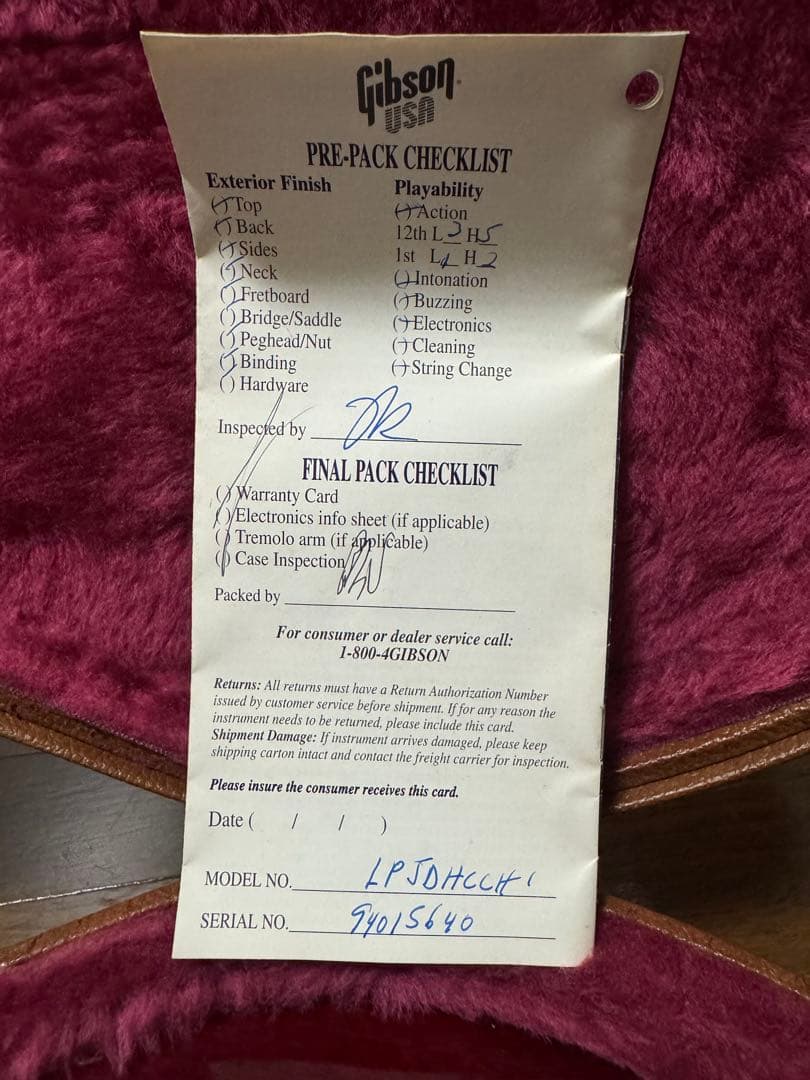 Gibson
USA
PRE-PACK CHECKLIST
Exterior Finish
( ) Top
( ) Back
( ) Sides
( ) Neck
( ) Fretboard
( ) Bridge/Saddle
( ) Peghead/Nut
( ) Binding
( ) Hardware
Playability
( ) Action
12th L 3 H 5
1st L 1 H 2
( ) Intonation
( ) Buzzing
( ) Electronics
( ) Cleaning
( ) String Change
Inspected by
FINAL PACK CHECKLIST
( ) Warranty Card
( ) Electronics info sheet (if applicable)
( ) Tremolo arm (if applicable)
( ) Case Inspection
Packed by
For consumer or dealer service call:
1-800-4GIBSON
Returns: All returns must have a Return Authorization Number
issued by customer service before shipment. If for any reason the
instrument needs to be returned, please include this card.
Shipment Damage: If instrument arrives damaged, please keep
shipping carton intact and contact the freight carrier for inspection.
Please insure the consumer receives this card.
Date ( / / )
MODEL NO. LPJDHCCH1
SERIAL NO. 94015640